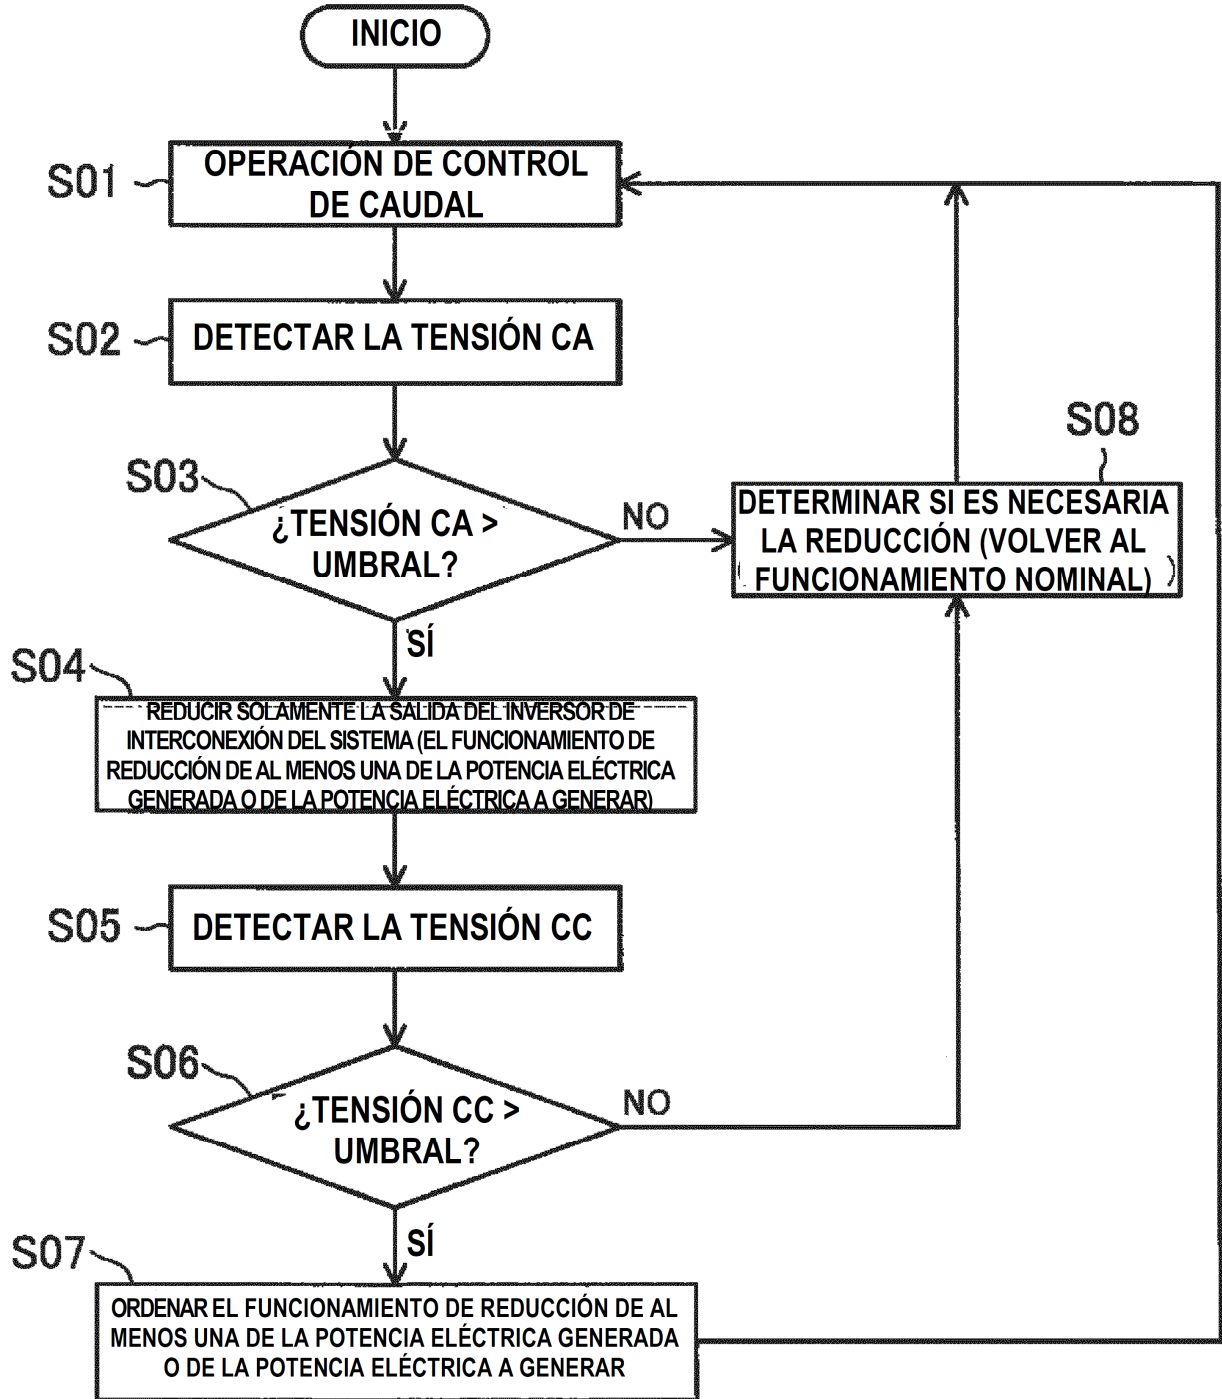 INICIO
S01
OPERACIÓN DE CONTROL
DE CAUDAL
S02
DETECTAR LA TENSIÓN CA
S03
¿TENSIÓN CA >
UMBRAL?
NO
SÍ
S08
DETERMINAR SI ES NECESARIA
LA REDUCCIÓN (VOLVER AL
FUNCIONAMIENTO NOMINAL)
S04
REDUCIR SOLAMENTE LA SALIDA DEL INVERSOR DE
INTERCONEXIÓN DEL SISTEMA (EL FUNCIONAMIENTO DE
REDUCCIÓN DE AL MENOS UNA DE LA POTENCIA ELÉCTRICA
GENERADA O DE LA POTENCIA ELÉCTRICA A GENERAR)
S05
DETECTAR LA TENSIÓN CC
S06
¿TENSIÓN CC >
UMBRAL?
NO
SÍ
S07
ORDENAR EL FUNCIONAMIENTO DE REDUCCIÓN DE AL
MENOS UNA DE LA POTENCIA ELÉCTRICA GENERADA
O DE LA POTENCIA ELÉCTRICA A GENERAR